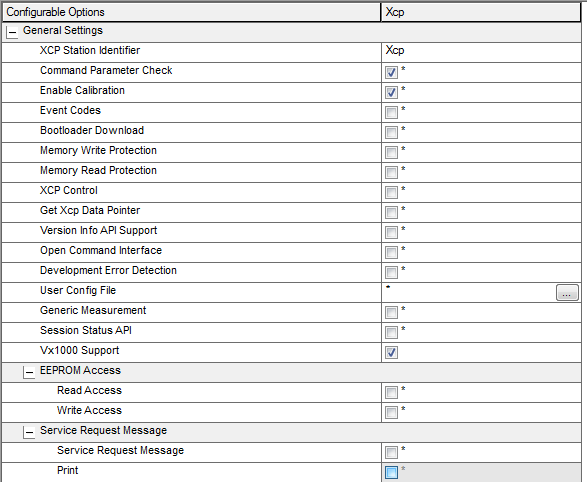 Configurable Options Xcp
General Settings
XCP Station Identifier Xcp
Command Parameter Check *
Enable Calibration *
Event Codes *
Bootloader Download *
Memory Write Protection *
Memory Read Protection *
XCP Control *
Get Xcp Data Pointer *
Version Info API Support *
Open Command Interface *
Development Error Detection *
User Config File * ...
Generic Measurement *
Session Status API *
Vx1000 Support
EEPROM Access
Read Access *
Write Access *
Service Request Message
Service Request Message *
Print *